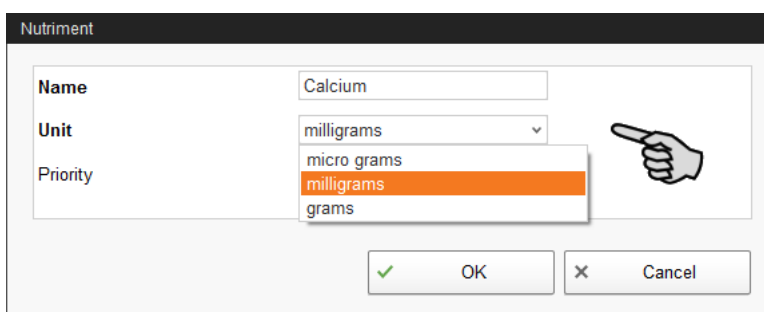 Nutriment
Name Calcium
Unit milligrams
Priority
micro grams
milligrams
grams
OK Cancel